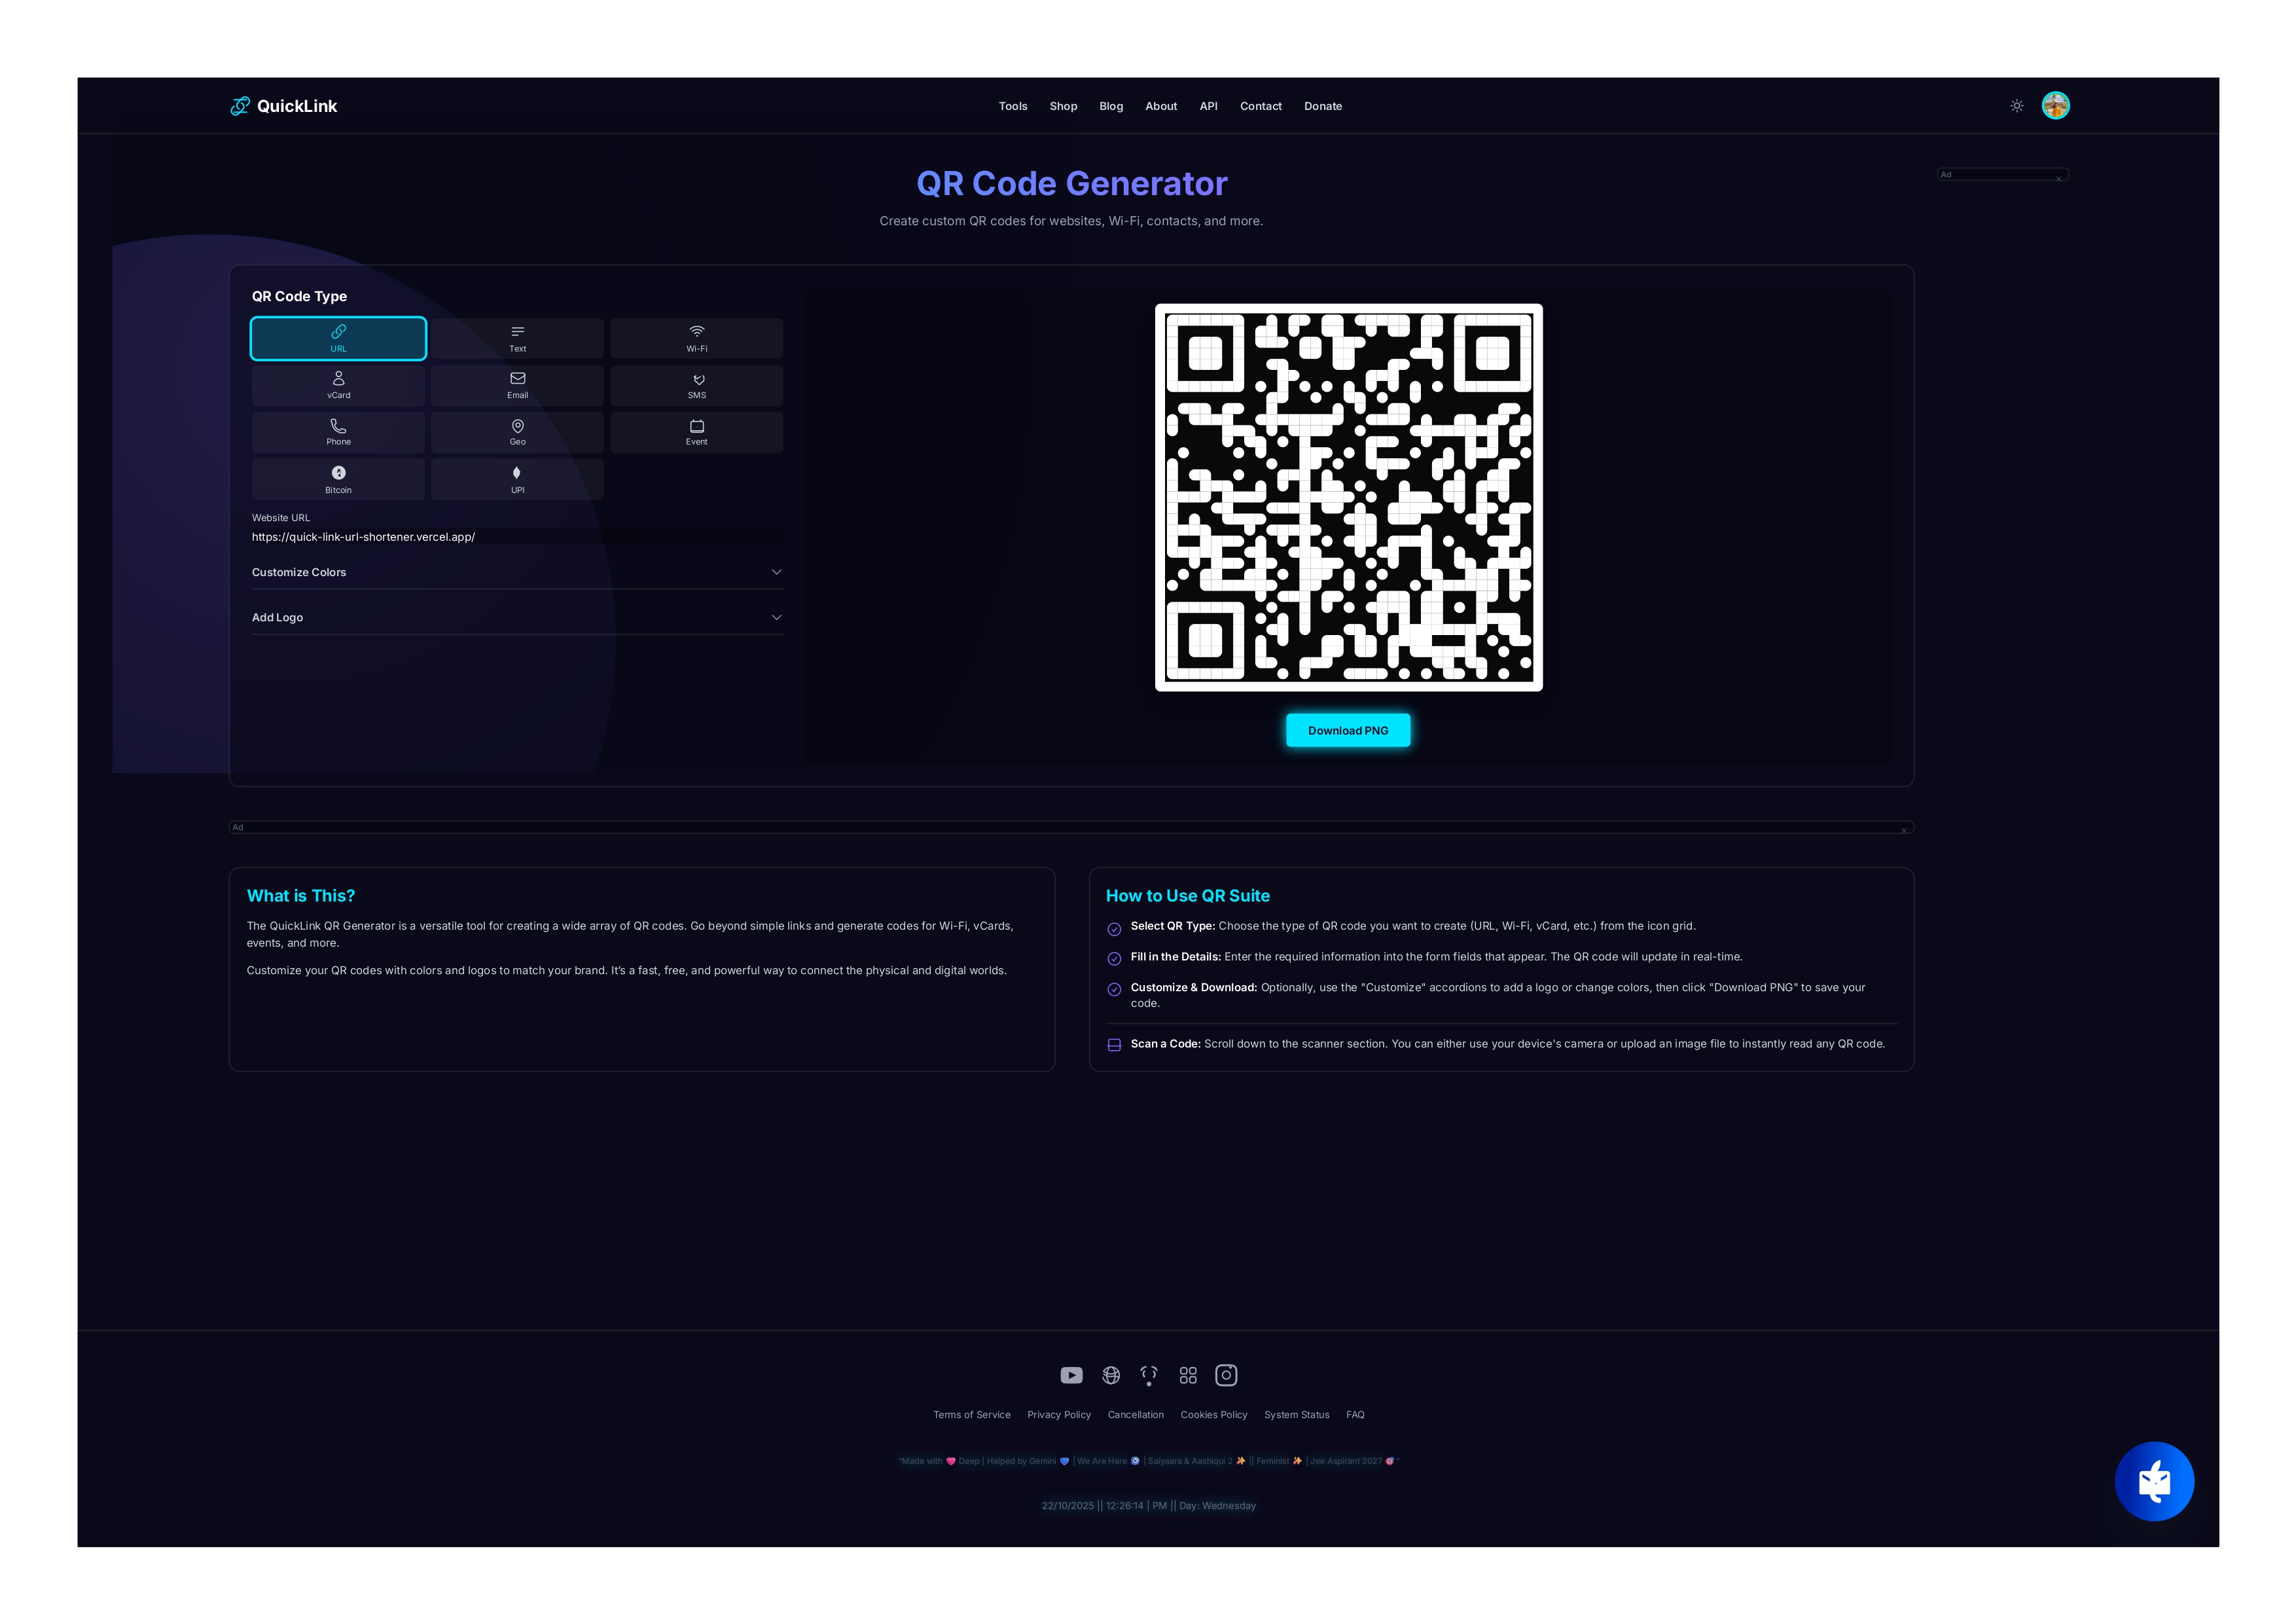 QuickLink
Tools Shop Blog About API Contact Donate
QR Code Generator
Ad ×
Create custom QR codes for websites, Wi-Fi, contacts, and more.
QR Code Type
URL Text Wi-Fi
vCard Email SMS
Phone Geo Event
Bitcoin UPI
Website URL
https://quick-link-url-shortener.vercel.app/
Customize Colors
Add Logo
Download PNG
Ad ×
What is This?
The QuickLink QR Generator is a versatile tool for creating a wide array of QR codes. Go beyond simple links and generate codes for Wi-Fi, vCards,
events, and more.
Customize your QR codes with colors and logos to match your brand. It's a fast, free, and powerful way to connect the physical and digital worlds.
How to Use QR Suite
Select QR Type: Choose the type of QR code you want to create (URL, Wi-Fi, vCard, etc.) from the icon grid.
Fill in the Details: Enter the required information into the form fields that appear. The QR code will update in real-time.
Customize & Download: Optionally, use the "Customize" accordions to add a logo or change colors, then click "Download PNG" to save your
code.
Scan a Code: Scroll down to the scanner section. You can either use your device's camera or upload an image file to instantly read any QR code.
Terms of Service Privacy Policy Cancellation Cookies Policy System Status FAQ
"Made with 💖 Deep | Helped by Gemini 💙 | We Are Here 🧿 | Saiyaara & Aashiqui 2 🍂 || Feminist 🍂 | Jee Aspirant 2027 🎯"
22/10/2025 || 12:26:14 | PM || Day: Wednesday